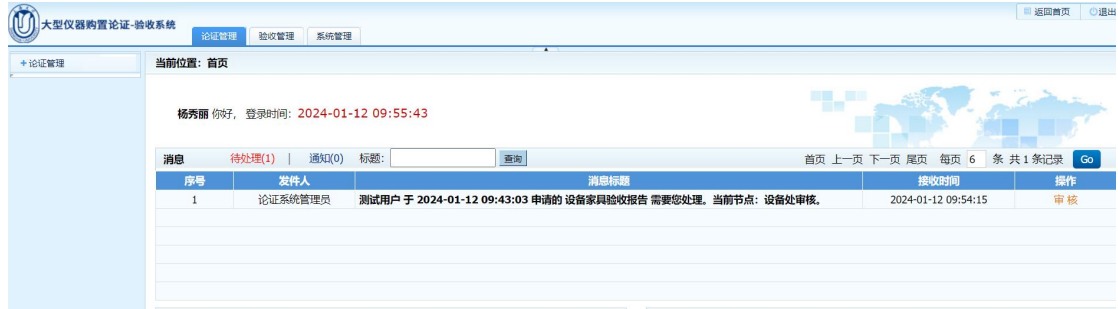 返回首页 退出
大型仪器购置论证-验收系统
论证管理 验收管理 系统管理
论证管理 当前位置：首页
杨秀丽 你好， 登录时间：2024-01-12 09:55:43
消息 待处理(1) | 通知(0) 标题： 查询 首页 上一页 下一页 尾页 每页 6 条 共 1 条记录 Go
序号 发件人 消息标题 接收时间 操作
1 论证系统管理员 测试用户 于 2024-01-12 09:43:03 申请的 设备家具验收报告 需要您处理。当前节点：设备处审核。 2024-01-12 09:54:15 审 核